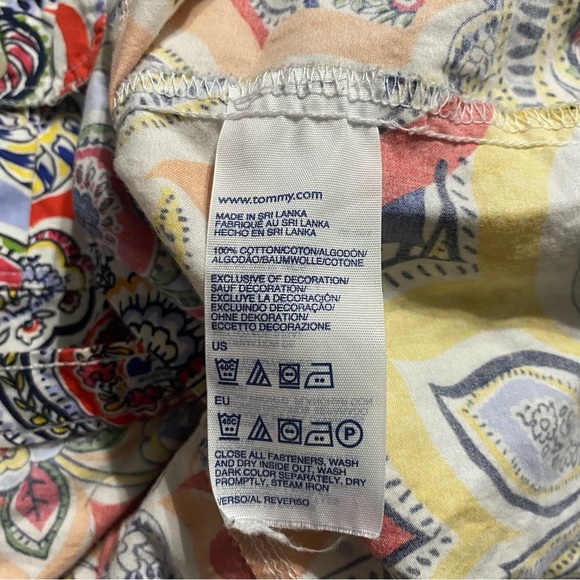 www.tommy.com
MADE IN SRI LANKA
FABRIQUÉ AU SRI LANKA
HECHO EN SRI LANKA
100% COTTON/COTON/ALGODÓN/
ALGODÃO/BAUMWOLLE/COTONE
EXCLUSIVE OF DECORATION/
SAUF DECORATION/
EXCLUYE LA DECORACIÓN/
EXCLUINDO DECORAÇÃO/
OHNE DEKORATION/
ECCETTO DECORAZIONE
US
EU
CLOSE ALL FASTENERS, WASH
AND DRY INSIDE OUT, WASH
DARK COLOR SEPARATELY, DRY
PROMPTLY, STEAM IRON
VERSO/AL REVERSO